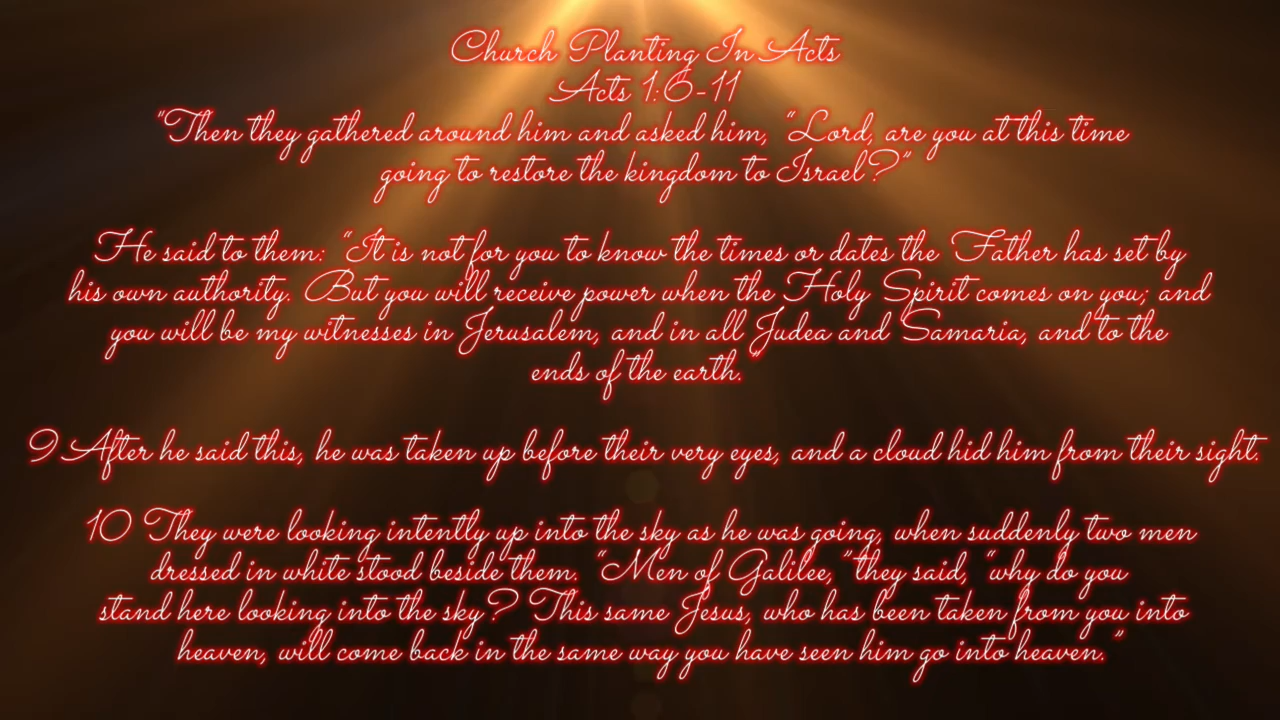 Church Planting In Acts
Acts 1:6-11
"Then they gathered around him and asked him, “Lord, are you at this time
going to restore the kingdom to Israel?”
He said to them: “It is not for you to know the times or dates the Father has set by
his own authority. But you will receive power when the Holy Spirit comes on you; and
you will be my witnesses in Jerusalem, and in all Judea and Samaria, and to the
ends of the earth.”
9 After he said this, he was taken up before their very eyes, and a cloud hid him from their sight.
10 They were looking intently up into the sky as he was going, when suddenly two men
dressed in white stood beside them. “Men of Galilee,” they said, “why do you
stand here looking into the sky? This same Jesus, who has been taken from you into
heaven, will come back in the same way you have seen him go into heaven.”